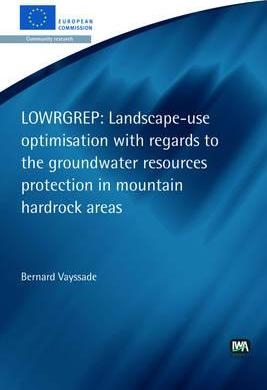 EUROPEAN
COMMISSION
Community research
LOWRGREP: Landscape-use
optimisation with regards to
the groundwater resources
protection in mountain
hardrock areas
Bernard Vayssade
IWA